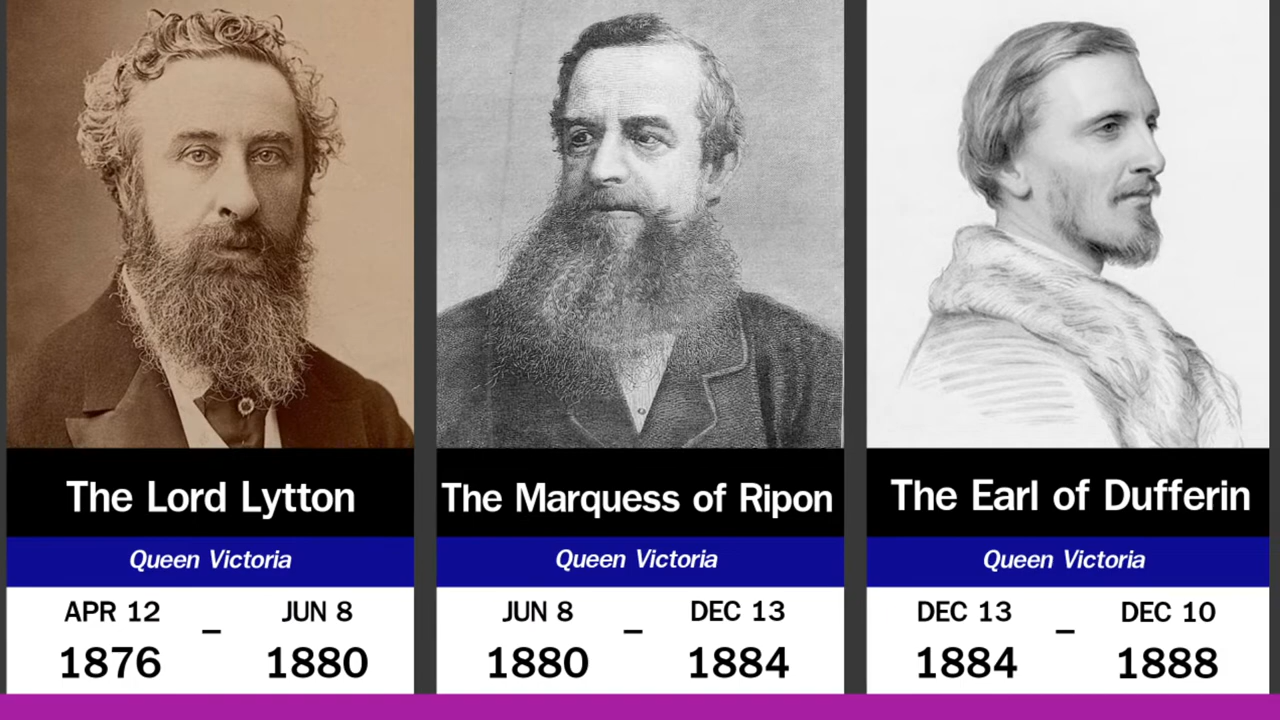 The Lord Lytton
Queen Victoria
APR 12 – JUN 8
1876 1880
The Marquess of Ripon
Queen Victoria
JUN 8 – DEC 13
1880 1884
The Earl of Dufferin
Queen Victoria
DEC 13 – DEC 10
1884 1888